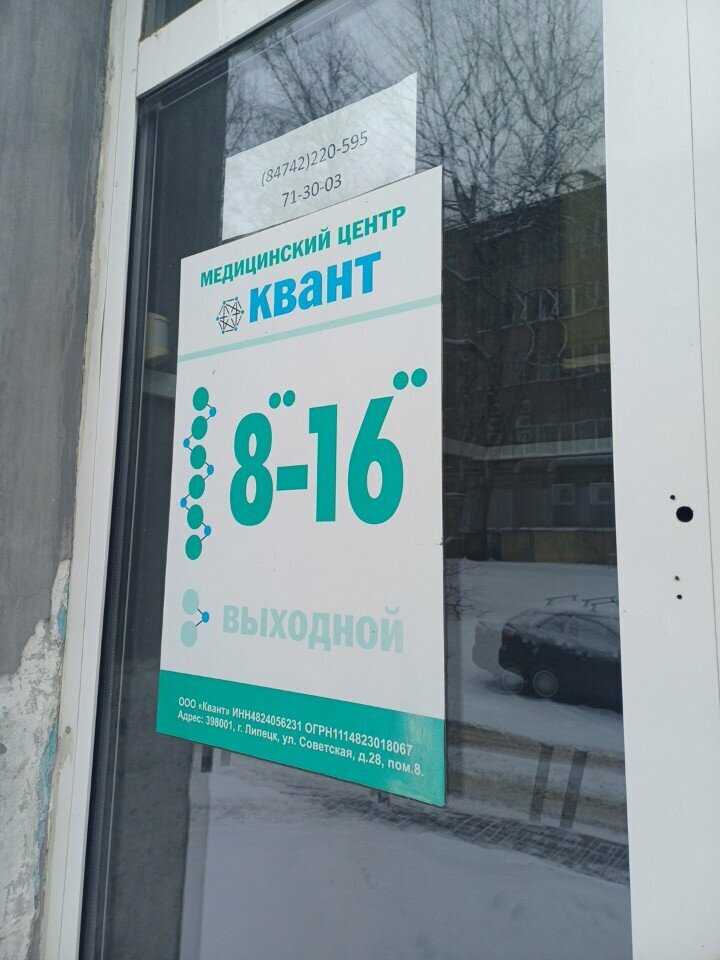 (84742)220-595
71-30-03
МЕДИЦИНСКИЙ ЦЕНТР
КВАНТ
8⁰⁰-16⁰⁰
ВЫХОДНОЙ
ООО «Квант» ИНН4824056231 ОГРН1114823018067
Адрес: 398001, г. Липецк, ул. Советская, д.28, пом.8.